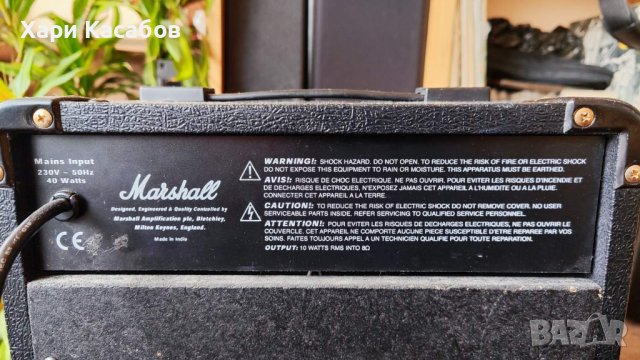 Хари Касабов
Mains Input
230V ~ 50Hz
40 Watts
Marshall
Designed, Engineered & Quality Controlled by
Marshall Amplification plc, Bletchley,
Milton Keynes, England.
Made in India
CE
WARNING!: SHOCK HAZARD. DO NOT OPEN. TO REDUCE THE RISK OF FIRE OR ELECTRIC SHOCK
DO NOT EXPOSE THIS EQUIPMENT TO RAIN OR MOISTURE. THIS APPARATUS MUST BE EARTHED.
AVIS!: RISQUE DE CHOC ELECTRIQUE, NE PAS OUVRIR. POUR EVITER LES RISQUES D'INCENDIE ET
DE DECHARGES ELECTRIQUES, N'EXPOSEZ JAMAIS CET APPAREIL A L'HUMIDITE OU A LA PLUIE.
CONNECTER CET APPAREIL A LA TERRE.
CAUTION!: TO REDUCE THE RISK OF ELECTRIC SHOCK DO NOT REMOVE COVER. NO USER
SERVICEABLE PARTS INSIDE. REFER SERVICING TO QUALIFIED SERVICE PERSONNEL.
ATTENTION!: POUR EVITER LES RISQUES DE DECHARGES ELECTRIQUES, NE PAS OUVRIR LE
COUVERCLE. CET APPAREIL NE COMPORTE AUCUNE PIECE SUSCEPTIBLE D'ETRE REPAREE PAR VOS
SOINS. FAITES TOUJOURS APPEL A UN TECHNICIEN QUALIFIE POUR TOUTE REPARATION.
OUTPUT: 10 WATTS RMS INTO 8Ω
BAZAR